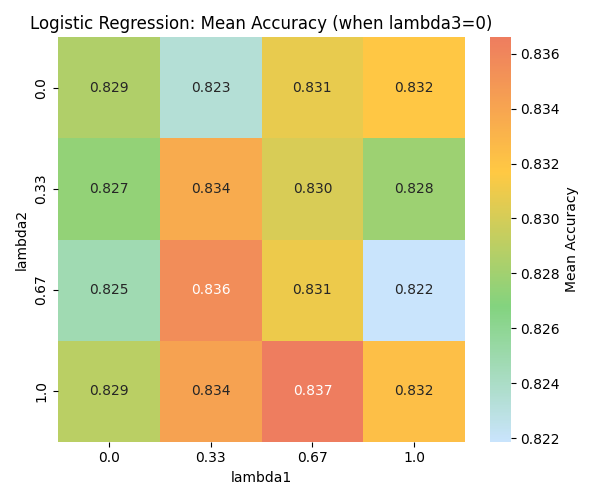 Logistic Regression: Mean Accuracy (when lambda3=0)
0.0 0.829 0.823 0.831 0.832
0.33 0.827 0.834 0.830 0.828
0.67 0.825 0.836 0.831 0.822
1.0 0.829 0.834 0.837 0.832
0.0 0.33 0.67 1.0
lambda1
lambda2
0.836
0.834
0.832
0.830
0.828
0.826
0.824
0.822
Mean Accuracy